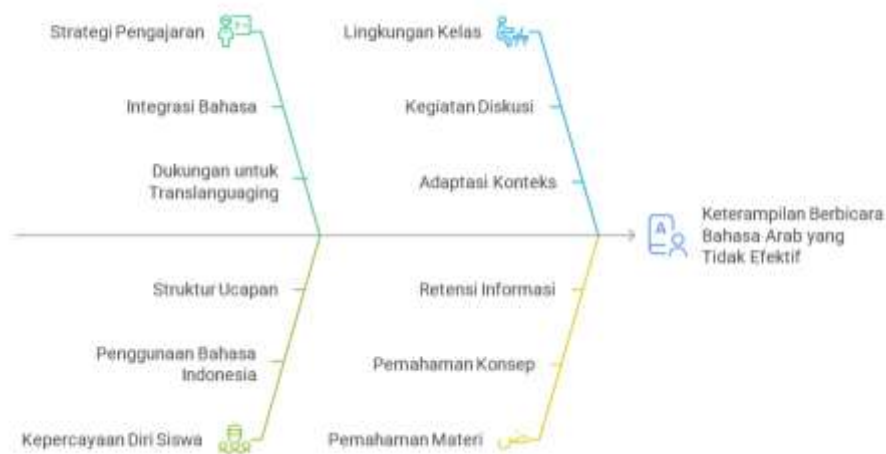 Strategi Pengajaran
Lingkungan Kelas
Integrasi Bahasa
Kegiatan Diskusi
Dukungan untuk
Translanguaging
Adaptasi Konteks
A
Keterampilan Berbicara
Bahasa Arab yang
Tidak Efektif
Struktur Ucapan
Retensi Informasi
Penggunaan Bahasa
Indonesia
Pemahaman Konsep
Kepercayaan Diri Siswa
Pemahaman Materi